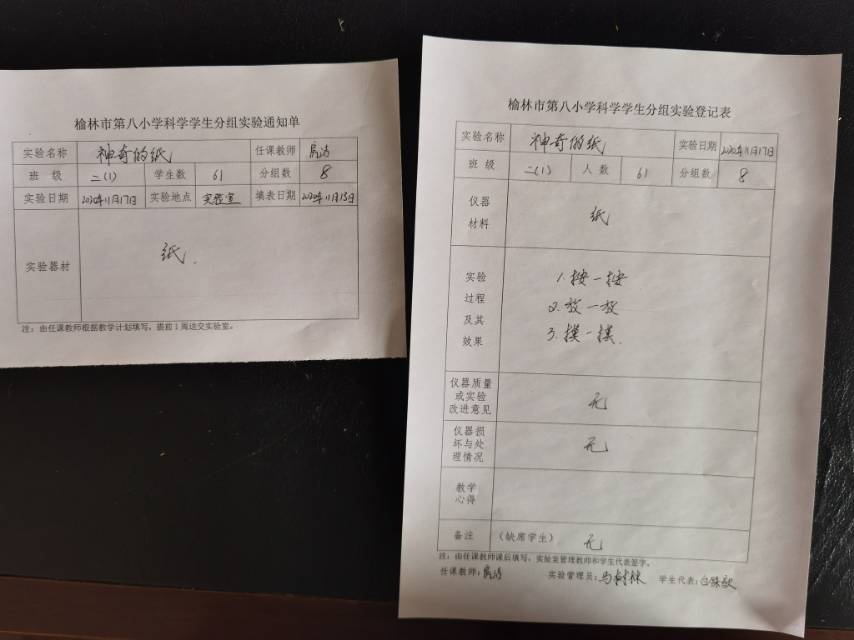 榆林市第八小学科学学生分组实验通知单
实验名称 神奇的纸 任课教师
班 级 二(1) 学生数 61 分组数 8
实验日期 2020年11月17日 实验地点 实验室 填表日期 2020年11月13日
实验器材 纸.
注：由任课教师根据教学计划填写，提前1周送交实验室。
榆林市第八小学科学学生分组实验登记表
实验名称 神奇的纸 实验日期 2020年11月17日
班 级 二(1) 人 数 61 分组数 8
仪器
材料
纸
实验
过程
及其
效果
1.按一按
2.放一放
3.摸一摸.
仪器质量
或实验
改进意见
无
仪器损
坏与处
理情况
无
教学
心得
备注 （缺席学生） 无
注：由任课教师课后填写，实验室管理教师和学生代表签字。
任课教师： 实验管理员： 学生代表：